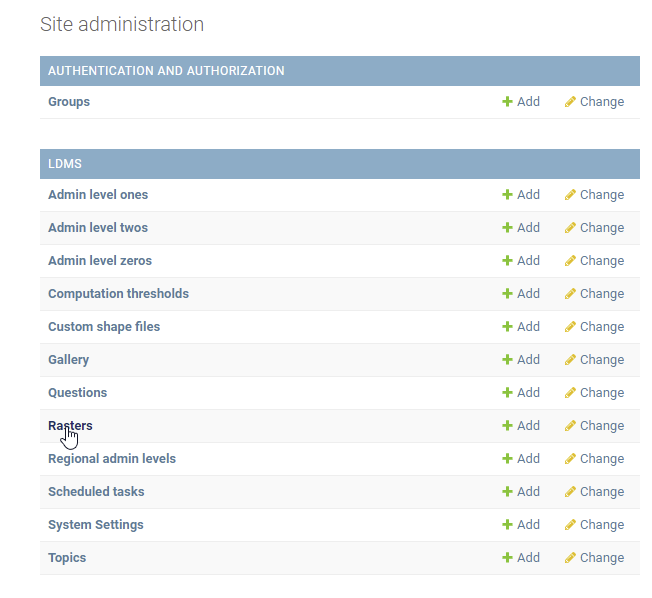 Site administration
AUTHENTICATION AND AUTHORIZATION
Groups Add Change
LDMS
Admin level ones Add Change
Admin level twos Add Change
Admin level zeros Add Change
Computation thresholds Add Change
Custom shape files Add Change
Gallery Add Change
Questions Add Change
Rasters Add Change
Regional admin levels Add Change
Scheduled tasks Add Change
System Settings Add Change
Topics Add Change